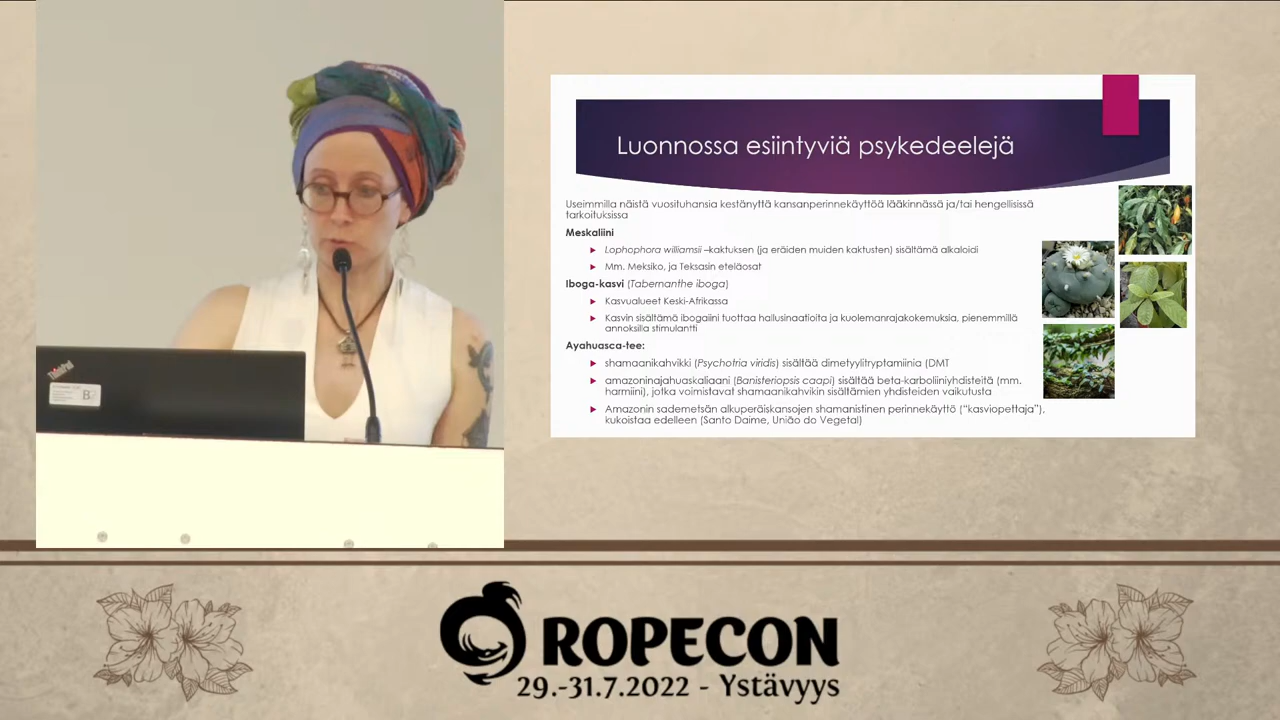 Luonnossa esiintyviä psykedeelejä
Useimmilla näistä vuosituhansia kestänyttä kansanperinnekäyttöä lääkinnässä ja/tai hengellisissä
tarkoituksissa
Meskaliini
Lophophora williamsii –kaktuksen (ja eräiden muiden kaktusten) sisältämä alkaloidi
Mm. Meksiko, ja Teksasin eteläosat
Iboga-kasvi (Tabernanthe iboga)
Kasvualueet Keski-Afrikassa
Kasvin sisältämä ibogaiini tuottaa hallusinaatioita ja kuolemanrajakokemuksia, pienemmillä
annoksilla stimulantti
Ayahuasca-tee:
shamaanikahvikki (Psychotria viridis) sisältää dimetyylitryptamiinia (DMT
amazoninajahuaskaliaani (Banisteriopsis caapi) sisältää beta-karboliiniyhdisteitä (mm.
harmiini), jotka voimistavat shamaanikahvikin sisältämien yhdisteiden vaikutusta
Amazonin sademetsän alkuperäiskansojen shamanistinen perinnekäyttö ("kasviopettaja"),
kukoistaa edelleen (Santo Daime, União do Vegetal)
ThinkPad
B
ROPECON
29.-31.7.2022 - Ystävyys